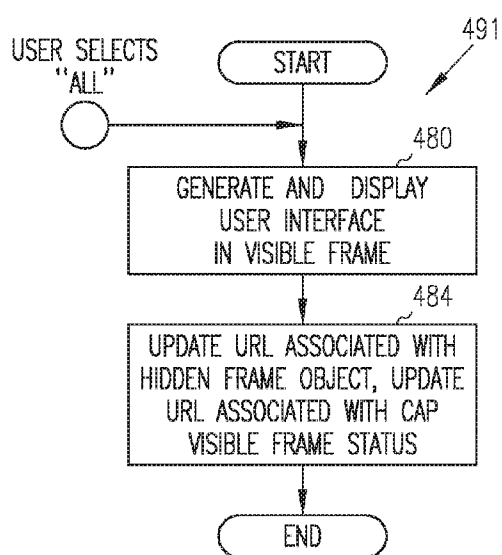 USER SELECTS
"ALL"
START
491
480
GENERATE AND DISPLAY
USER INTERFACE
IN VISIBLE FRAME
484
UPDATE URL ASSOCIATED WITH
HIDDEN FRAME OBJECT, UPDATE
URL ASSOCIATED WITH CAP
VISIBLE FRAME STATUS
END